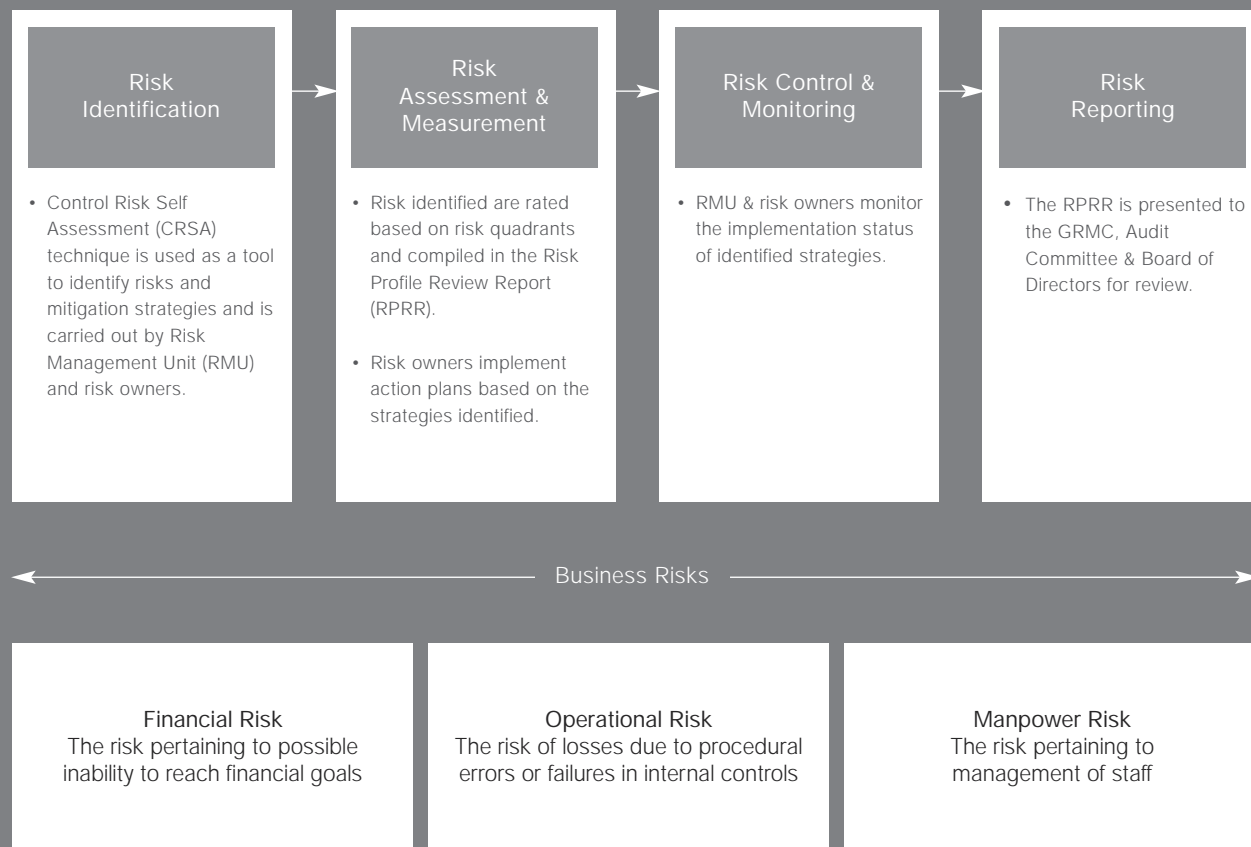 Risk
Identification
Risk
Assessment &
Measurement
Risk Control &
Monitoring
Risk
Reporting
• Control Risk Self
Assessment (CRSA)
technique is used as a tool
to identify risks and
mitigation strategies and is
carried out by Risk
Management Unit (RMU)
and risk owners.
• Risk identified are rated
based on risk quadrants
and compiled in the Risk
Profile Review Report
(RPRR).
• Risk owners implement
action plans based on the
strategies identified.
• RMU & risk owners monitor
the implementation status
of identified strategies.
• The RPRR is presented to
the GRMC, Audit
Committee & Board of
Directors for review.
Business Risks
Financial Risk
The risk pertaining to possible
inability to reach financial goals
Operational Risk
The risk of losses due to procedural
errors or failures in internal controls
Manpower Risk
The risk pertaining to
management of staff